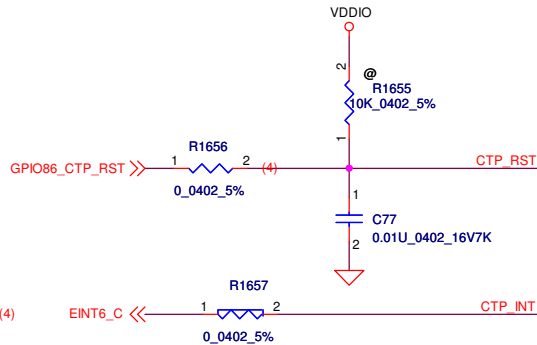 VDDIO
2
@
R1655
10K_0402_5%
1
R1656
GPIO86_CTP_RST
1
2
(4)
CTP_RST
0_0402_5%
1
C77
0.01U_0402_16V7K
2
R1657
(4)
EINT6_C
1
2
CTP_INT
0_0402_5%